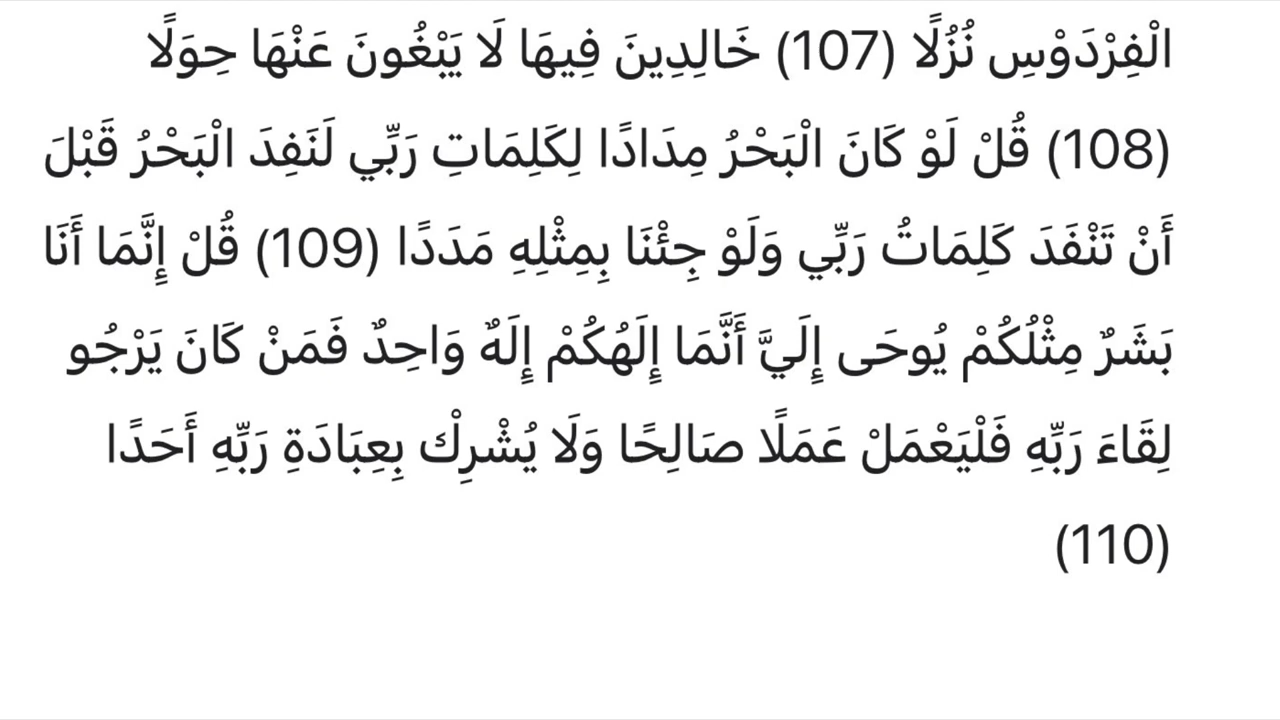 الْفِرْدَوْسِ نُزُلًا (107) خَالِدِينَ فِيهَا لَا يَبْغُونَ عَنْهَا حِوَلًا
(108) قُلْ لَوْ كَانَ الْبَحْرُ مِدَادًا لِكَلِمَاتِ رَبِّي لَنَفِدَ الْبَحْرُ قَبْلَ
أَنْ تَنْفَدَ كَلِمَاتُ رَبِّي وَلَوْ جِئْنَا بِمِثْلِهِ مَدَدًا (109) قُلْ إِنَّمَا أَنَا
بَشَرٌ مِثْلُكُمْ يُوحَى إِلَيَّ أَنَّمَا إِلَهُكُمْ إِلَهٌ وَاحِدٌ فَمَنْ كَانَ يَرْجُو
لِقَاءَ رَبِّهِ فَلْيَعْمَلْ عَمَلًا صَالِحًا وَلَا يُشْرِكْ بِعِبَادَةِ رَبِّهِ أَحَدًا
(110)